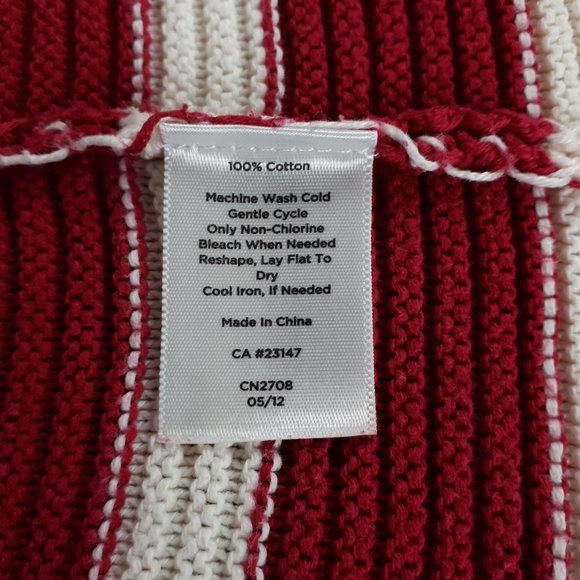 100% Cotton
Machine Wash Cold
Gentle Cycle
Only Non-Chlorine
Bleach When Needed
Reshape, Lay Flat To
Dry
Cool Iron, If Needed
Made In China
CA #23147
CN2708
05/12